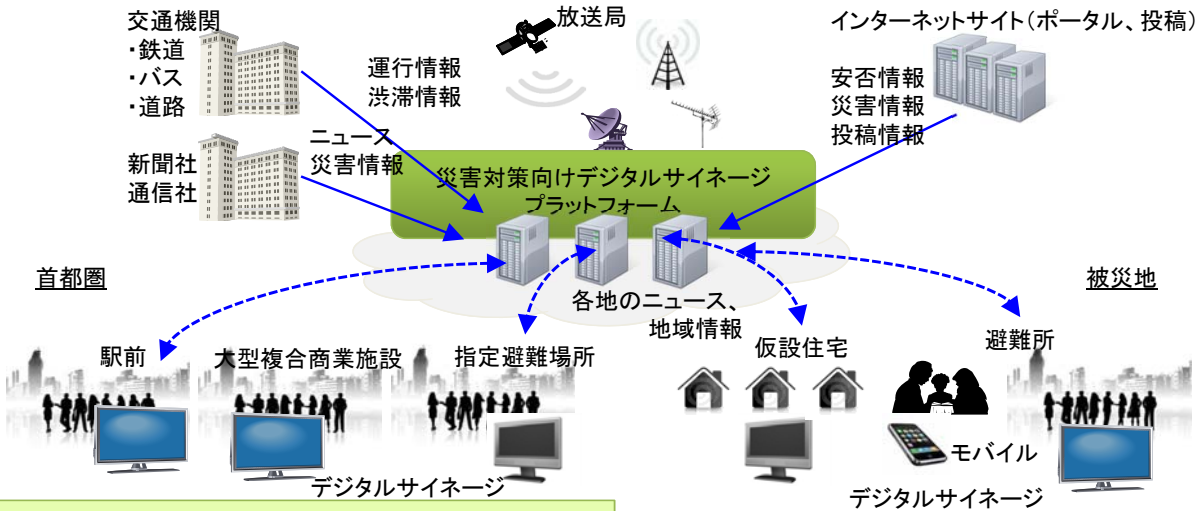 交通機関
・鉄道
・バス
・道路
運行情報
渋滞情報
放送局
インターネットサイト（ポータル、投稿）
安否情報
災害情報
投稿情報
新聞社
通信社
ニュース
災害情報
災害対策向けデジタルサイネージ
プラットフォーム
首都圏
被災地
各地のニュース、
地域情報
駅前
大型複合商業施設
指定避難場所
仮設住宅
避難所
モバイル
デジタルサイネージ
デジタルサイネージ